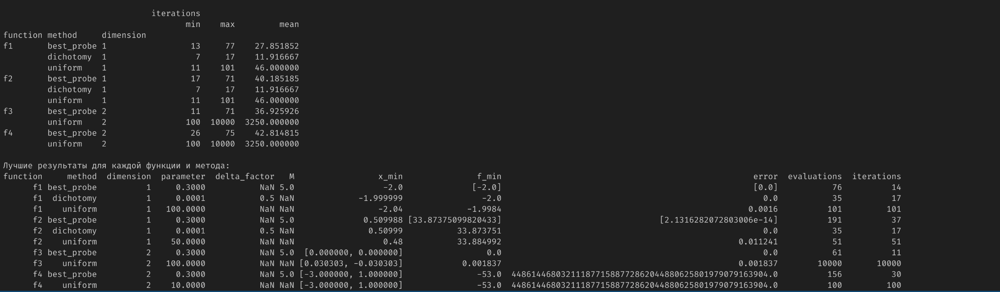 iterations
min max mean
function method dimension
f1 best_probe 1 13 77 27.851852
dichotomy 1 7 17 11.916667
uniform 1 11 101 46.000000
f2 best_probe 1 17 71 40.185185
dichotomy 1 7 17 11.916667
uniform 1 11 101 46.000000
f3 best_probe 2 11 71 36.925926
uniform 2 100 10000 3250.000000
f4 best_probe 2 26 75 42.814815
uniform 2 100 10000 3250.000000
Лучшие результаты для каждой функции и метода:
function method dimension parameter delta_factor M x_min f_min error evaluations iterations
f1 best_probe 1 0.3000 NaN 5.0 -2.0 [-2.0] [0.0] 76 14
f1 dichotomy 1 0.0001 0.5 NaN -1.999999 -2.0 0.0 35 17
f1 uniform 1 100.0000 NaN NaN -2.04 -1.9984 0.0016 101 101
f2 best_probe 1 0.3000 NaN 5.0 0.509988 [33.87375099820433] [2.1316282072803006e-14] 191 37
f2 dichotomy 1 0.0001 0.5 NaN 0.50999 33.873751 0.0 35 17
f2 uniform 1 50.0000 NaN NaN 0.48 33.884992 0.011241 51 51
f3 best_probe 2 0.3000 NaN 5.0 [0.000000, 0.000000] 0.0 0.0 61 11
f3 uniform 2 100.0000 NaN NaN [0.030303, -0.030303] 0.001837 0.001837 10000 10000
f4 best_probe 2 0.3000 NaN 5.0 [-3.000000, 1.000000] -53.0 4486144680321118771588772862044880625801979079163904.0 156 30
f4 uniform 2 10.0000 NaN NaN [-3.000000, 1.000000] -53.0 4486144680321118771588772862044880625801979079163904.0 100 100